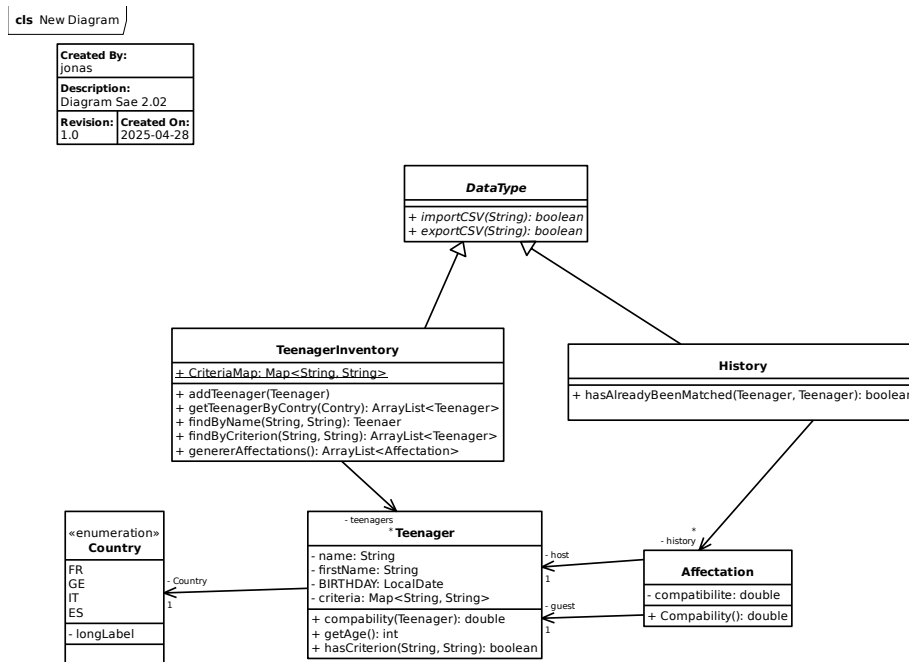 cls New Diagram
Created By:
jonas
Description:
Diagram Sae 2.02
Revision: Created On:
1.0 2025-04-28
DataType
+ importCSV(String): boolean
+ exportCSV(String): boolean
TeenagerInventory
+ CriteriaMap: Map<String, String>
+ addTeenager(Teenager)
+ getTeenagerByContry(Contry): ArrayList<Teenager>
+ findByName(String, String): Teenaer
+ findByCriterion(String, String): ArrayList<Teenager>
+ genererAffectations(): ArrayList<Affectation>
History
+ hasAlreadyBeenMatched(Teenager, Teenager): boolean
- teenagers
*
*
- history
«enumeration»
Country
FR
GE
IT
ES
- longLabel
- Country
1
Teenager
- name: String
- firstName: String
- BIRTHDAY: LocalDate
- criteria: Map<String, String>
+ compability(Teenager): double
+ getAge(): int
+ hasCriterion(String, String): boolean
- host
1
- guest
1
Affectation
- compatibilite: double
+ Compability(): double